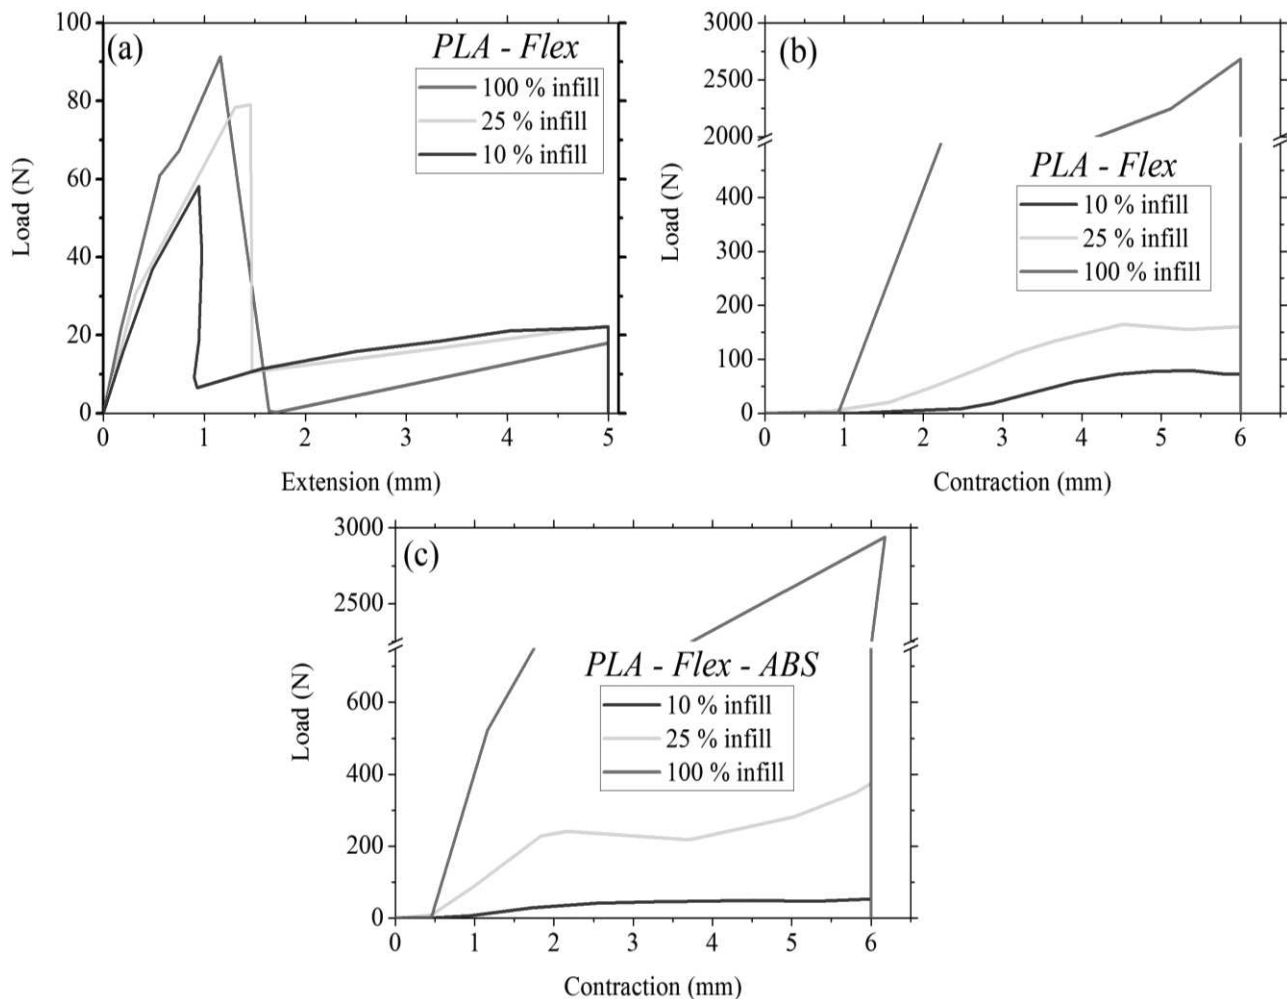 (a)
PLA - Flex
100 % infill
25 % infill
10 % infill
Load (N)
100
80
60
40
20
0
0 1 2 3 4 5
Extension (mm)
(b)
PLA - Flex
10 % infill
25 % infill
100 % infill
Load (N)
3000
2500
2000
400
300
200
100
0
0 1 2 3 4 5 6
Contraction (mm)
(c)
PLA - Flex - ABS
10 % infill
25 % infill
100 % infill
Load (N)
3000
2500
600
400
200
0
0 1 2 3 4 5 6
Contraction (mm)